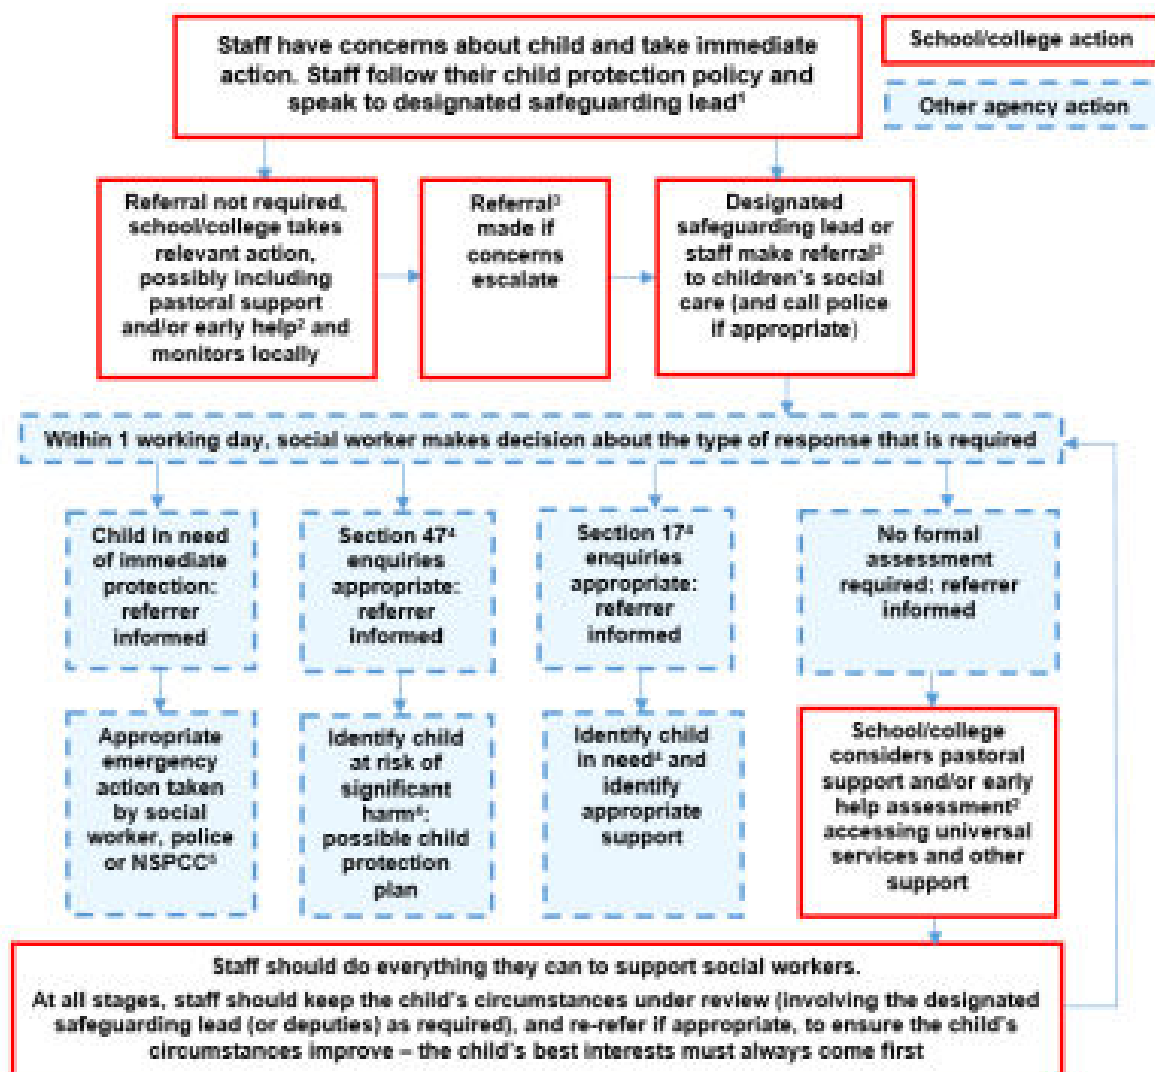 Staff have concerns about child and take immediate
action. Staff follow their child protection policy and
speak to designated safeguarding lead¹
School/college action
Other agency action
Referral not required,
school/college takes
relevant action,
possibly including
pastoral support
and/or early help² and
monitors locally
Referral³
made if
concerns
escalate
Designated
safeguarding lead or
staff make referral³
to children's social
care (and call police
if appropriate)
Within 1 working day, social worker makes decision about the type of response that is required
Child in need
of immediate
protection:
referrer
informed
Section 47⁴
enquiries
appropriate:
referrer
informed
Section 17⁴
enquiries
appropriate:
referrer
informed
No formal
assessment
required: referrer
informed
Appropriate
emergency
action taken
by social
worker, police
or NSPCC⁵
Identify child
at risk of
significant
harm⁴:
possible child
protection
plan
Identify child
in need⁴ and
identify
appropriate
support
School/college
considers pastoral
support and/or early
help assessment²
accessing universal
services and other
support
Staff should do everything they can to support social workers.
At all stages, staff should keep the child's circumstances under review (involving the designated
safeguarding lead (or deputies) as required), and re-refer if appropriate, to ensure the child's
circumstances improve – the child's best interests must always come first